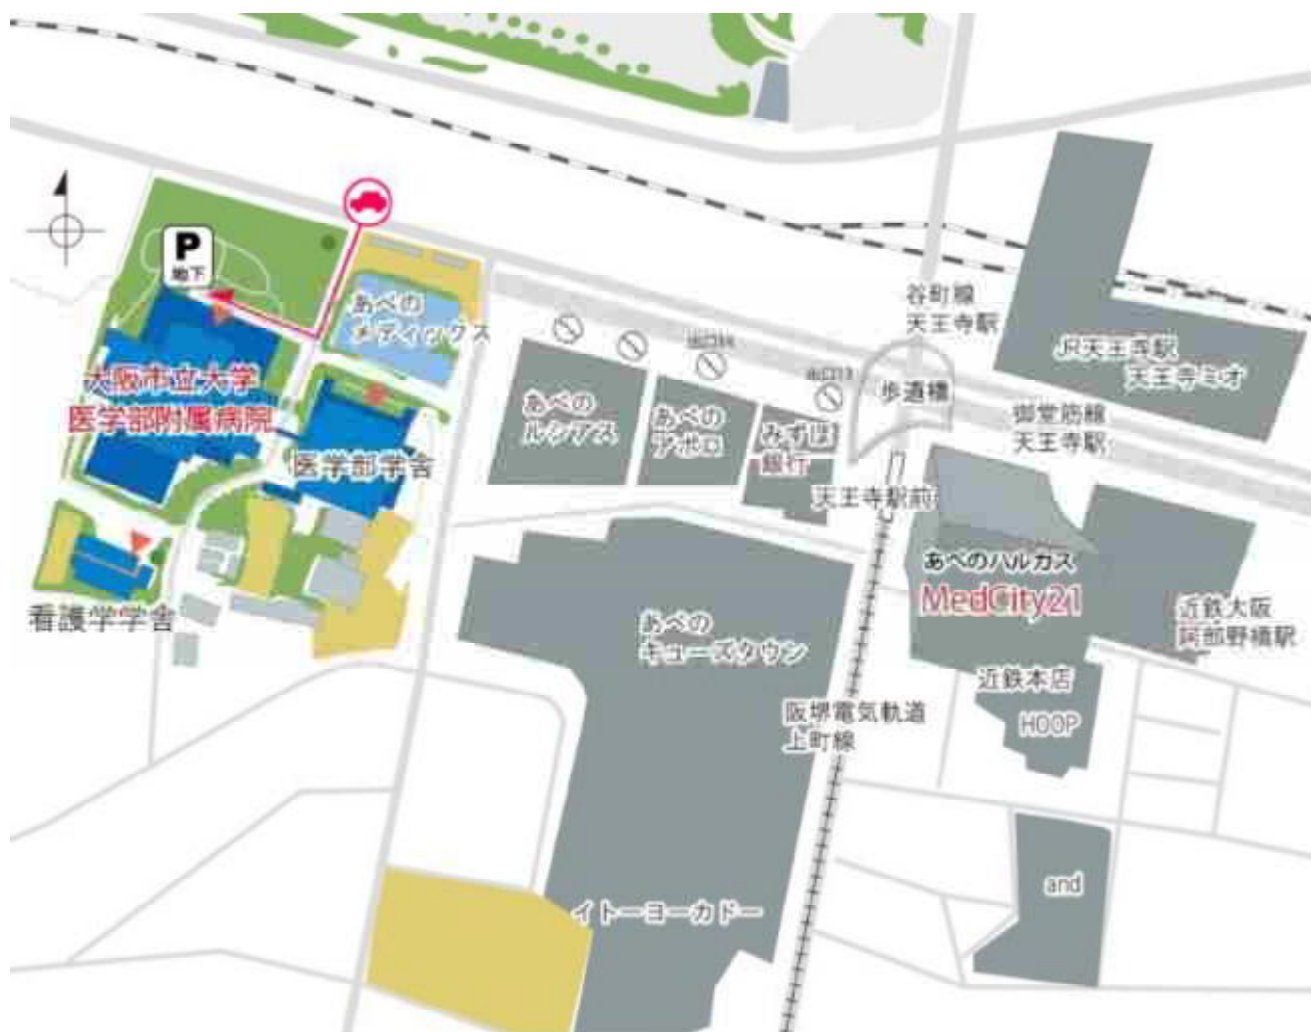 P
地下
あべの
メディックス
谷町線
天王寺駅
JR天王寺駅
天王寺ミオ
大阪市立大学
医学部附属病院
医学部学舎
あべの
ルシアス
あべの
アポロ
みずほ
銀行
歩道橋
御堂筋線
天王寺駅
天王寺駅前
看護学学舎
あべの
キューズタウン
あべのハルカス
MedCity21
近鉄大阪
阿部野橋駅
近鉄本店
HOOP
阪堺電気軌道
上町線
イトーヨーカドー
and